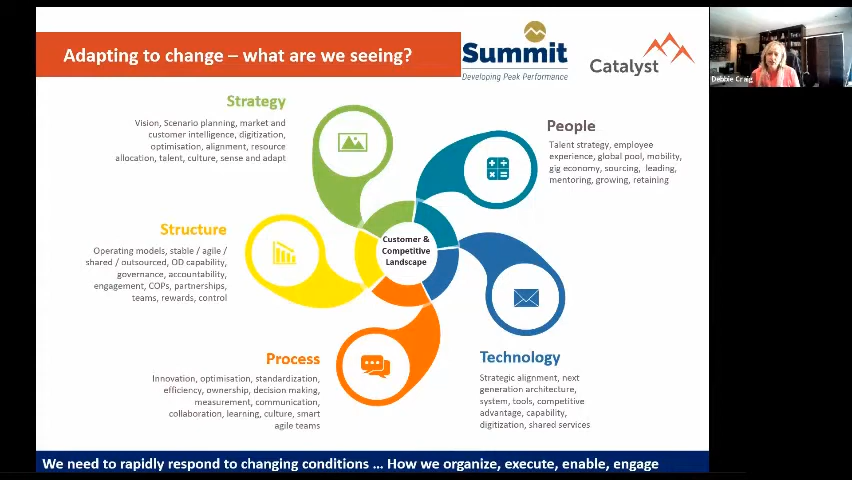 Adapting to change – what are we seeing?
Summit
Developing Peak Performance
Catalyst
Debbie Craig
Strategy
Vision, Scenario planning, market and
customer intelligence, digitization,
optimisation, alignment, resource
allocation, talent, culture, sense and adapt
People
Talent strategy, employee
experience, global pool, mobility,
gig economy, sourcing, leading,
mentoring, growing, retaining
Structure
Operating models, stable / agile /
shared / outsourced, OD capability,
governance, accountability,
engagement, COPs, partnerships,
teams, rewards, control
Customer &
Competitive
Landscape
Process
Innovation, optimisation, standardization,
efficiency, ownership, decision making,
measurement, communication,
collaboration, learning, culture, smart
agile teams
Technology
Strategic alignment, next
generation architecture,
system, tools, competitive
advantage, capability,
digitization, shared services
We need to rapidly respond to changing conditions ... How we organize, execute, enable, engage